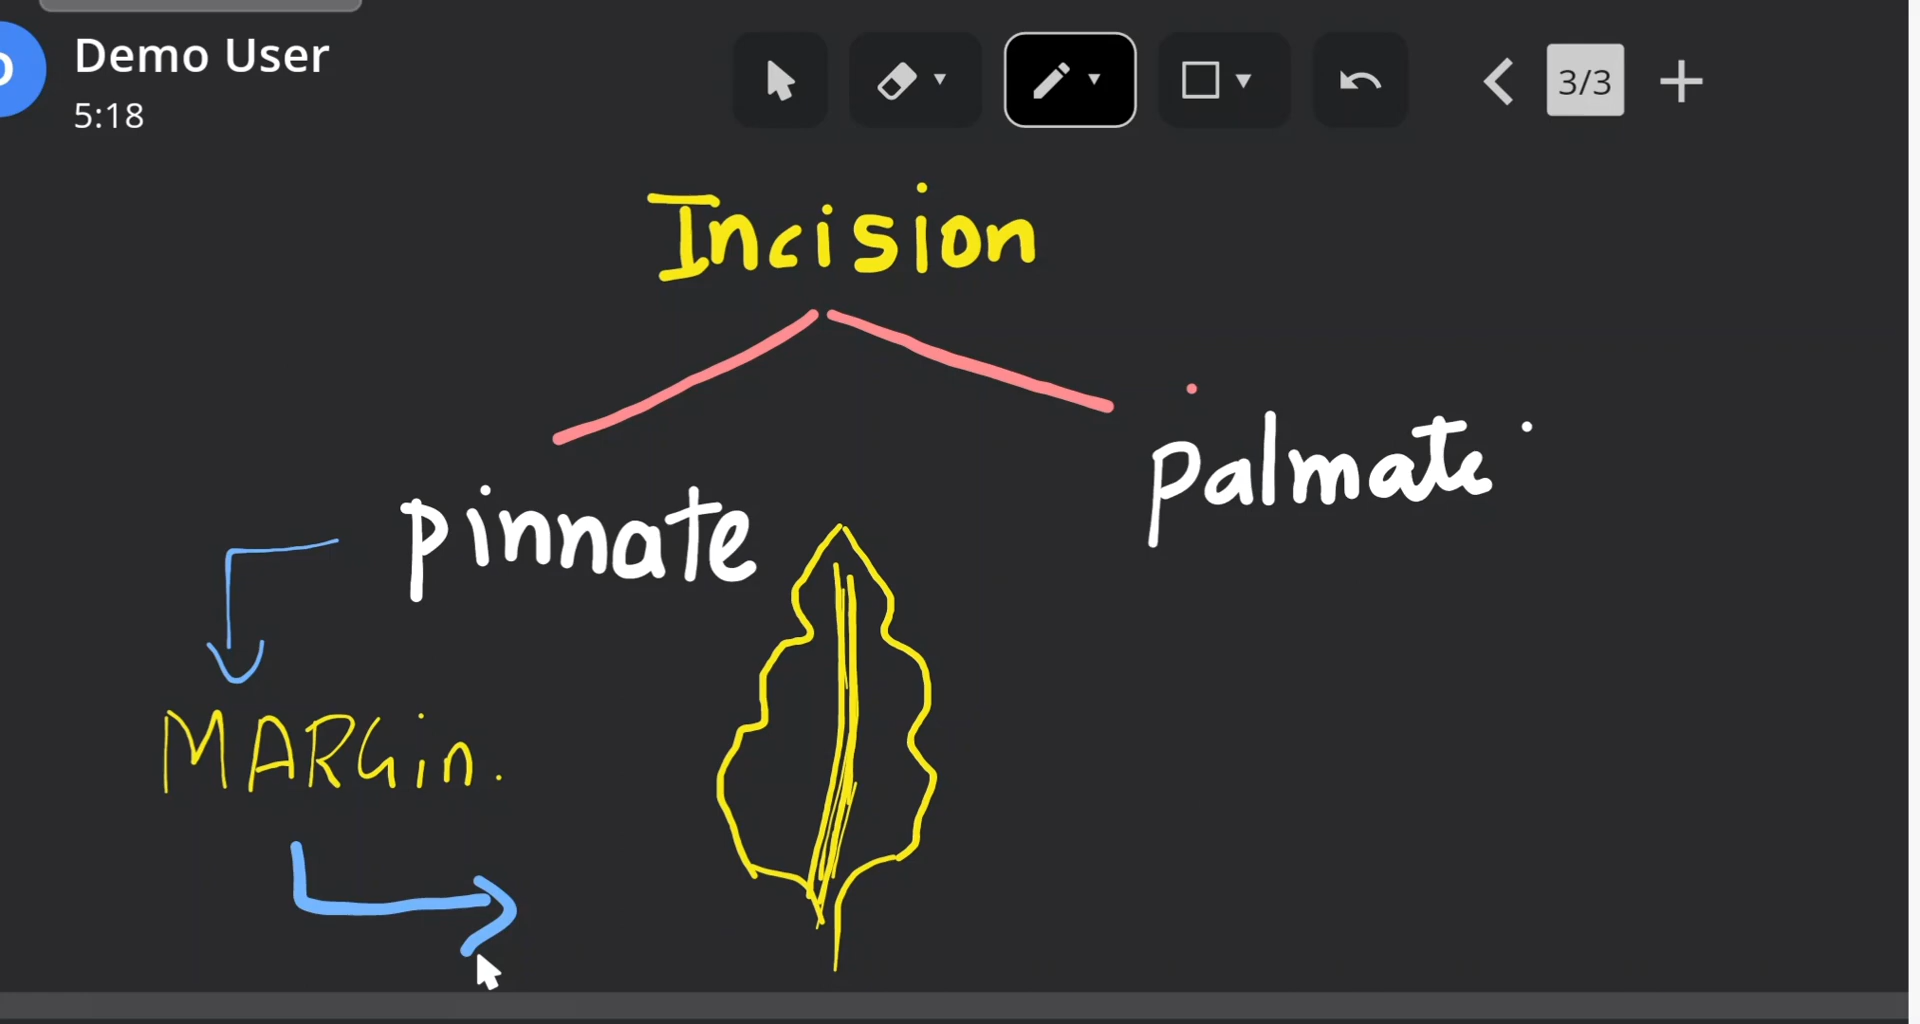 Demo User
5:18
3/3
Incision
palmate
pinnate
MARGin.